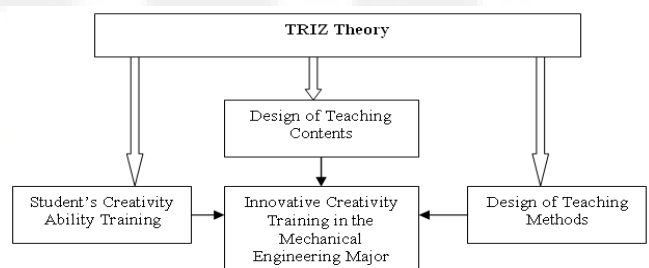 TRIZ Theory
Design of Teaching
Contents
Student's Creativity
Ability Training
Innovative Creativity
Training in the
Mechanical
Engineering Major
Design of Teaching
Methods